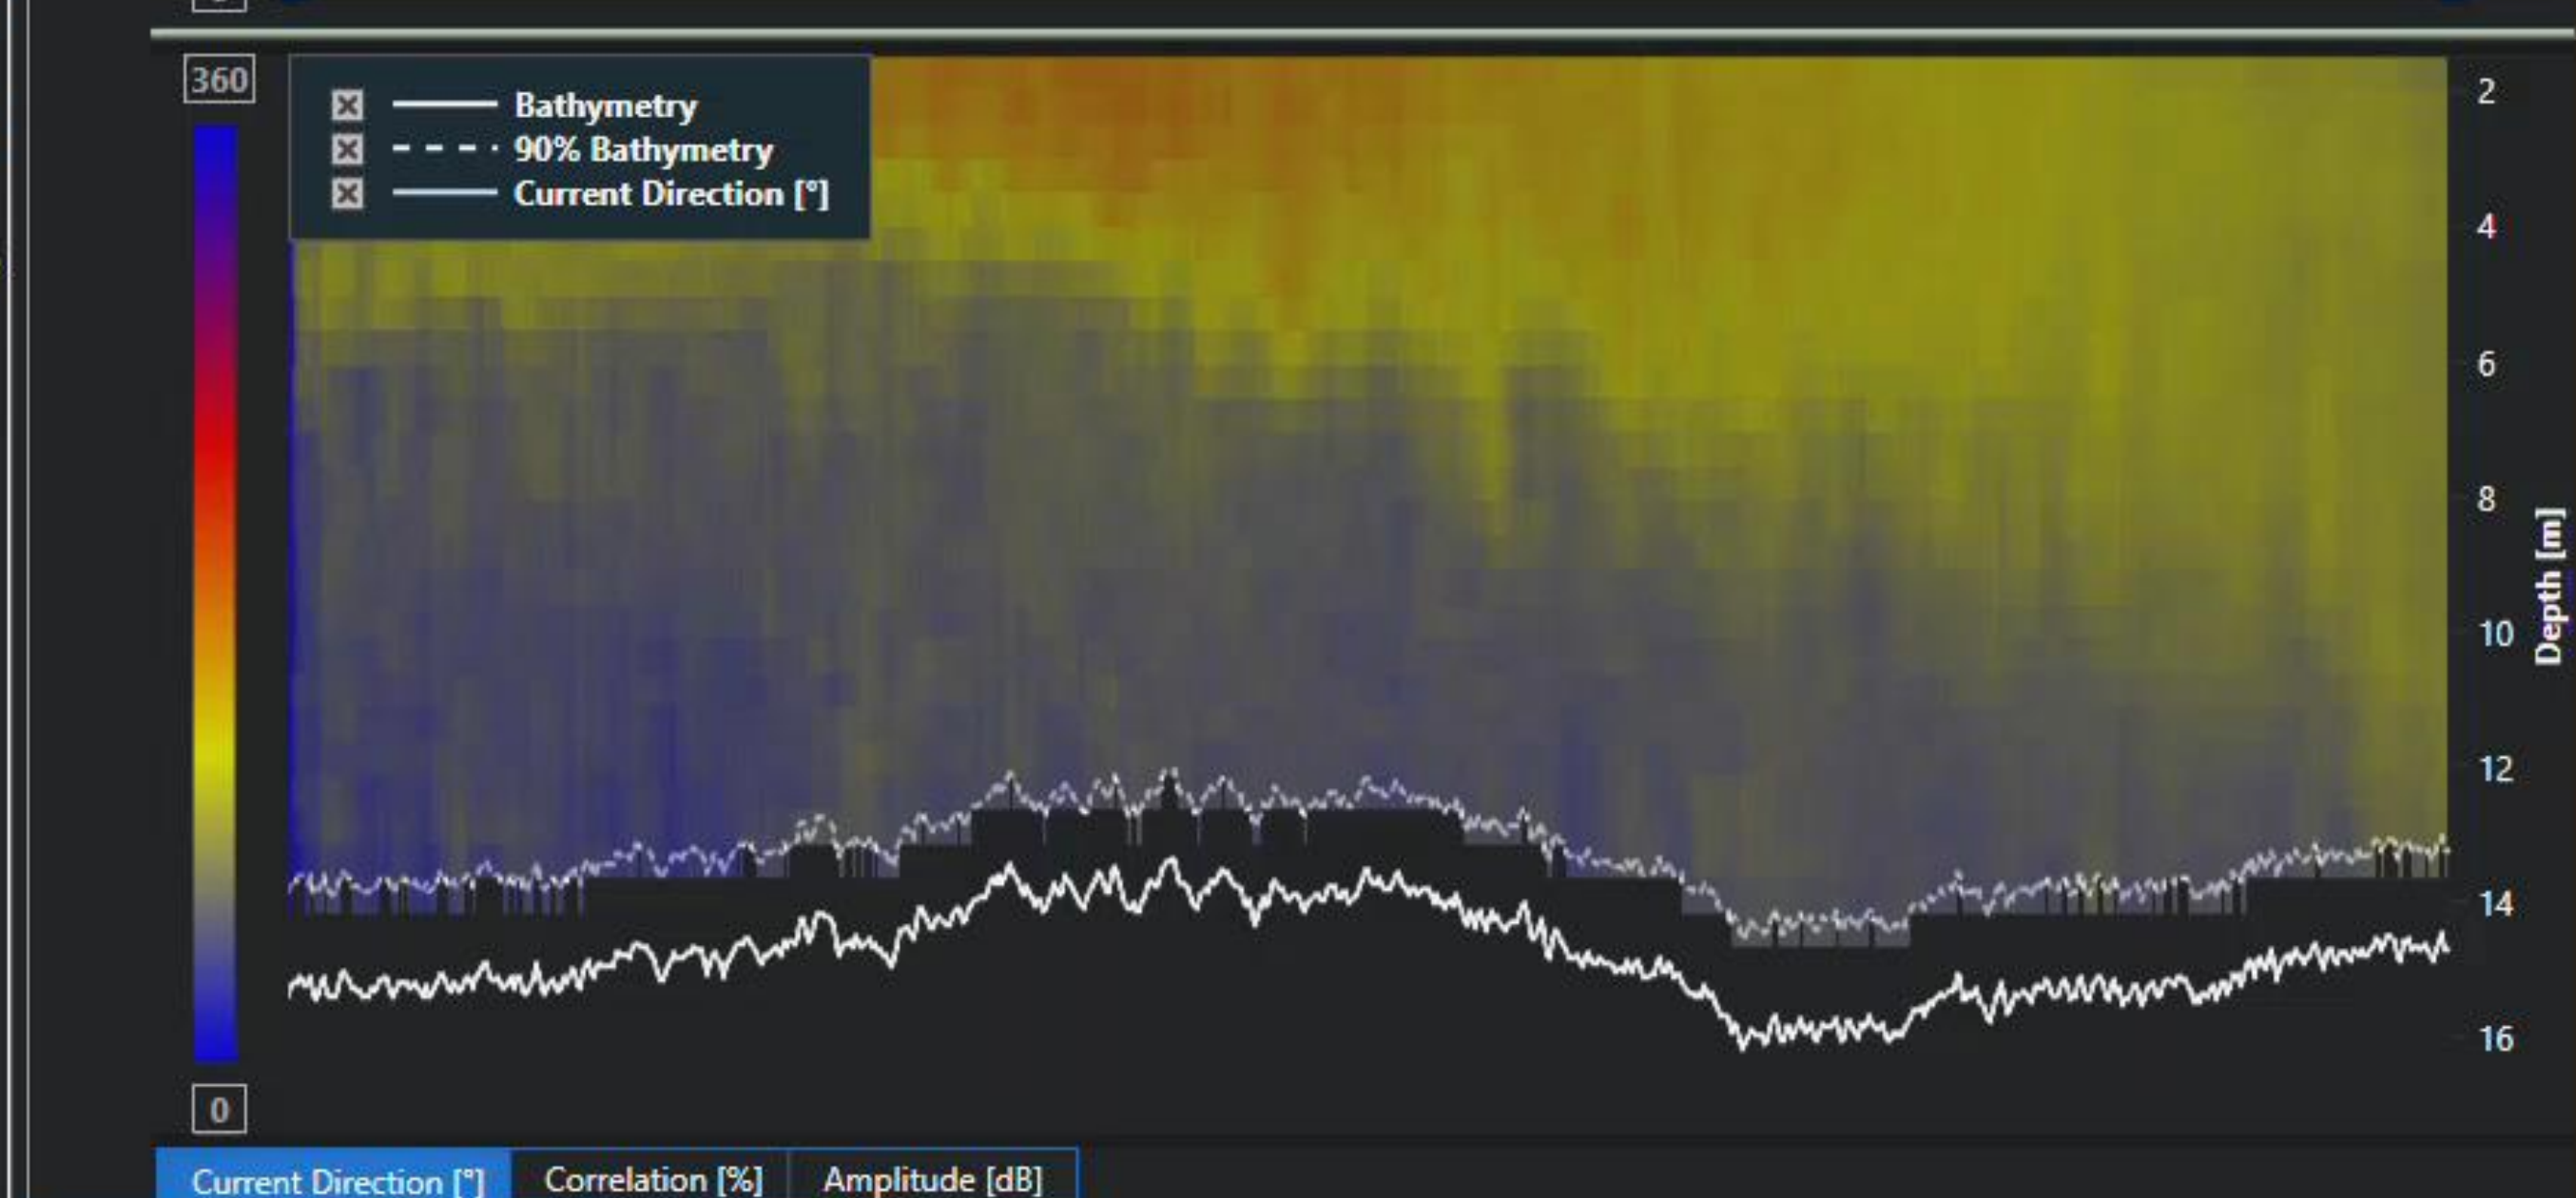 360
Bathymetry
90% Bathymetry
Current Direction [°]
2
4
6
8
10
12
14
16
Depth [m]
0
Current Direction [°]
Correlation [%]
Amplitude [dB]